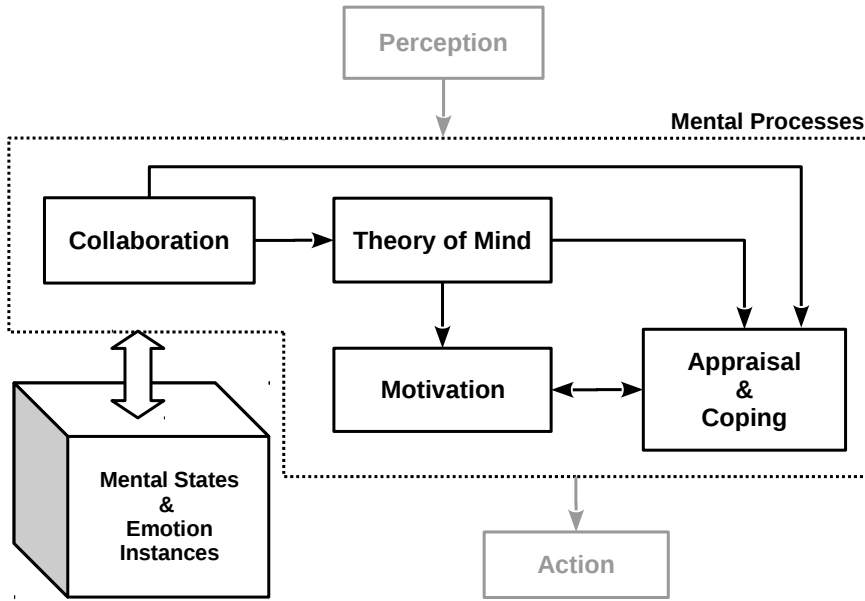 Perception
Mental Processes
Collaboration
Theory of Mind
Motivation
Appraisal
&
Coping
Mental States
&
Emotion
Instances
Action